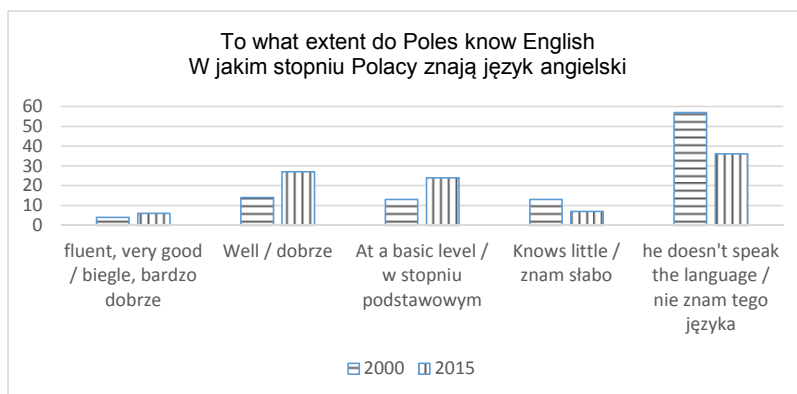 To what extent do Poles know English
W jakim stopniu Polacy znają język angielski
60
50
40
30
20
10
0
fluent, very good
/ biegle, bardzo
dobrze
Well / dobrze
At a basic level /
w stopniu
podstawowym
Knows little /
znam słabo
he doesn't speak
the language /
nie znam tego
języka
2000
2015